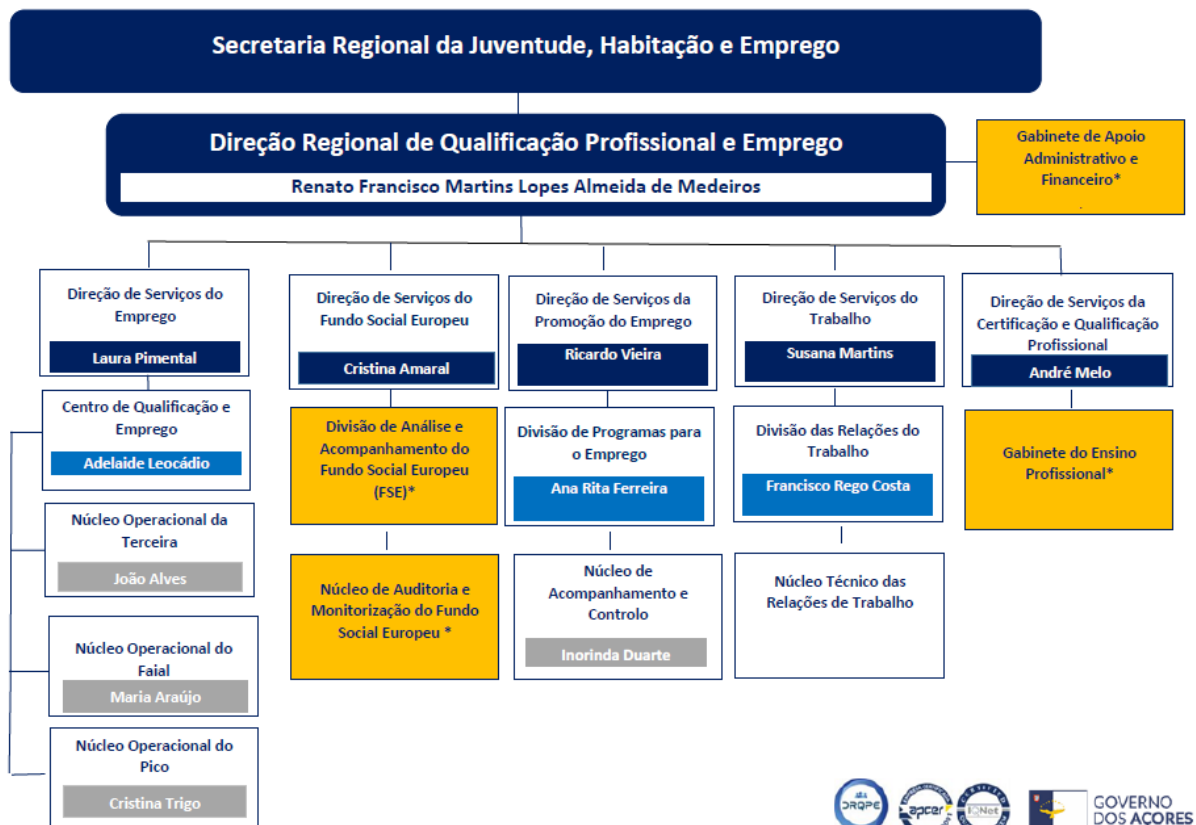 Secretaria Regional da Juventude, Habitação e Emprego
Direção Regional de Qualificação Profissional e Emprego
Renato Francisco Martins Lopes Almeida de Medeiros
Gabinete de Apoio
Administrativo e
Financeiro*
.
Direção de Serviços do
Emprego
Laura Pimental
Centro de Qualificação e
Emprego
Adelaide Leocádio
Núcleo Operacional da
Terceira
João Alves
Núcleo Operacional do
Faial
Maria Araújo
Núcleo Operacional do
Pico
Cristina Trigo
Direção de Serviços do
Fundo Social Europeu
Cristina Amaral
Divisão de Análise e
Acompanhamento do
Fundo Social Europeu
(FSE)*
Núcleo de Auditoria e
Monitorização do Fundo
Social Europeu *
Direção de Serviços da
Promoção do Emprego
Ricardo Vieira
Divisão de Programas para
o Emprego
Ana Rita Ferreira
Núcleo de
Acompanhamento e
Controlo
Inorinda Duarte
Direção de Serviços do
Trabalho
Susana Martins
Divisão das Relações do
Trabalho
Francisco Rego Costa
Núcleo Técnico das
Relações de Trabalho
Direção de Serviços da
Certificação e Qualificação
Profissional
André Melo
Gabinete do Ensino
Profissional*
DRQPE
apcer
IQNet
GOVERNO
DOS AÇORES